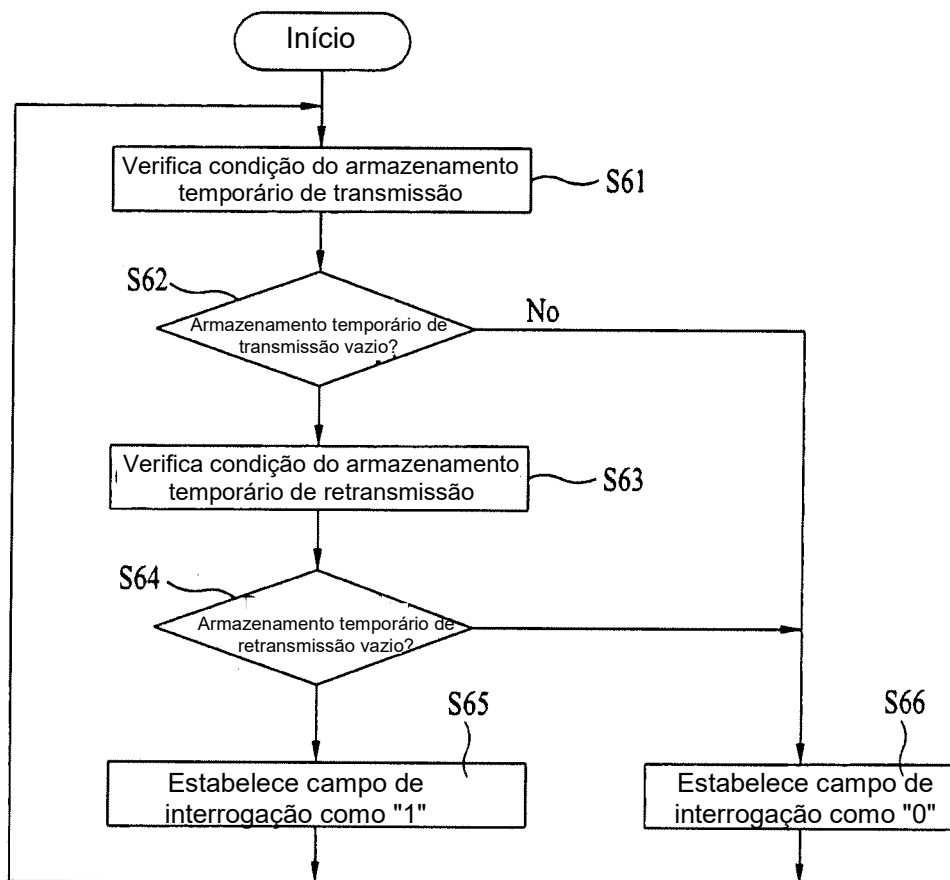 Início
Verifica condição do armazenamento
temporário de transmissão
S61
S62
Armazenamento temporário de
transmissão vazio?
No
Verifica condição do armazenamento
temporário de retransmissão
S63
S64
Armazenamento temporário de
retransmissão vazio?
S65
S66
Estabelece campo de
interrogação como "1"
Estabelece campo de
interrogação como "0"